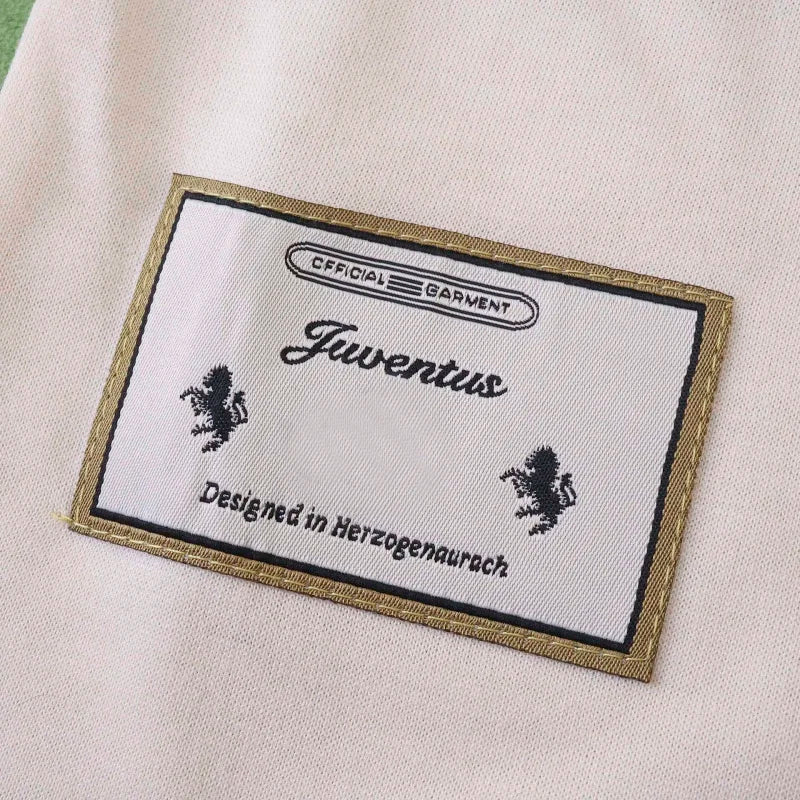 OFFICIAL GARMENT
Juventus
Designed in Herzogenaurach